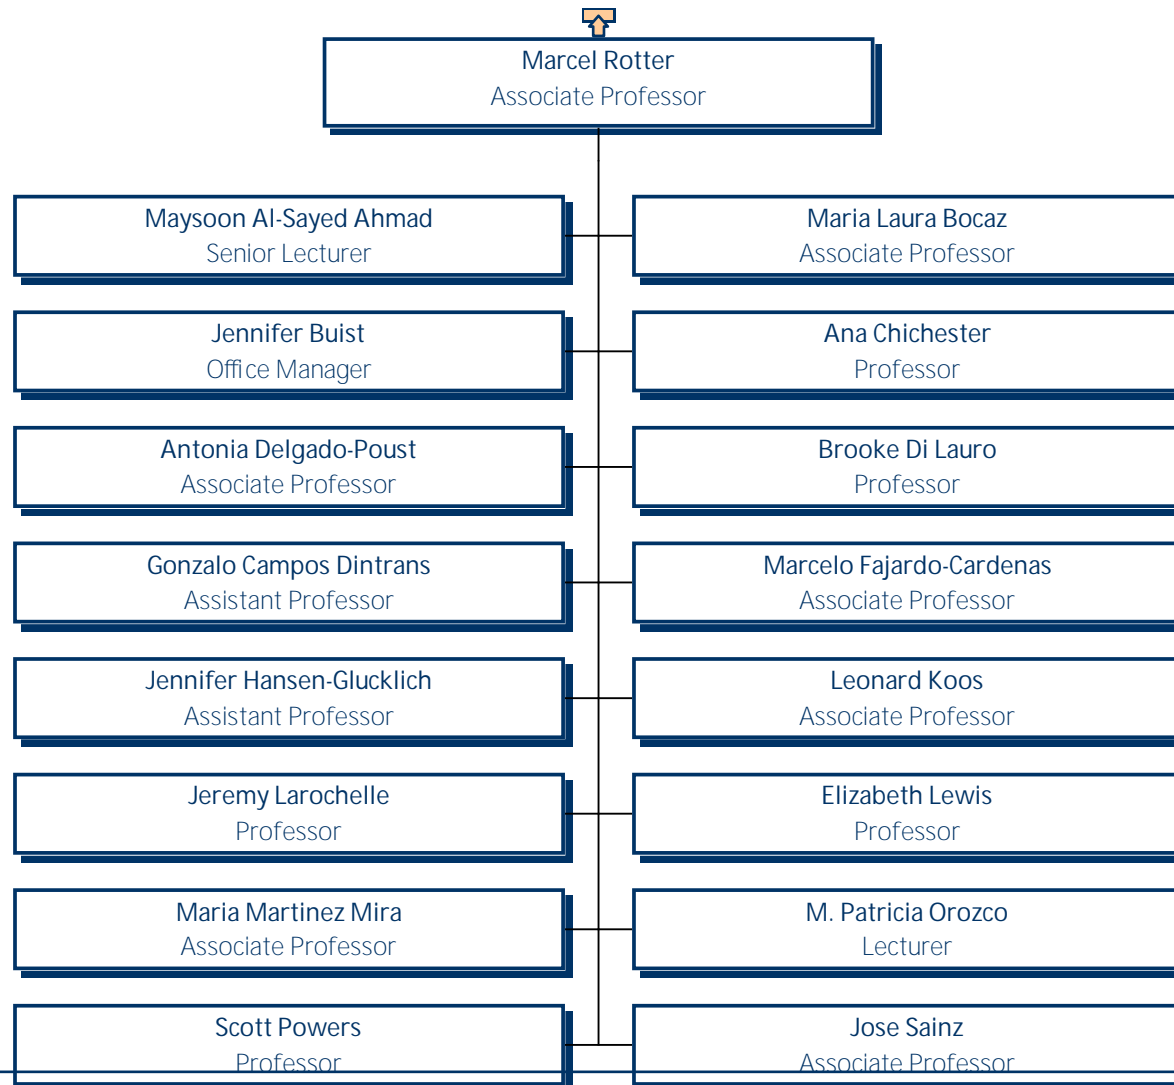 Marcel Rotter
Associate Professor
Maysoon Al-Sayed Ahmad
Senior Lecturer
Maria Laura Bocaz
Associate Professor
Jennifer Buist
Office Manager
Ana Chichester
Professor
Antonia Delgado-Poust
Associate Professor
Brooke Di Lauro
Professor
Gonzalo Campos Dintrans
Assistant Professor
Marcelo Fajardo-Cardenas
Associate Professor
Jennifer Hansen-Glucklich
Assistant Professor
Leonard Koos
Associate Professor
Jeremy Larochelle
Professor
Elizabeth Lewis
Professor
Maria Martinez Mira
Associate Professor
M. Patricia Orozco
Lecturer
Scott Powers
Professor
Jose Sainz
Associate Professor